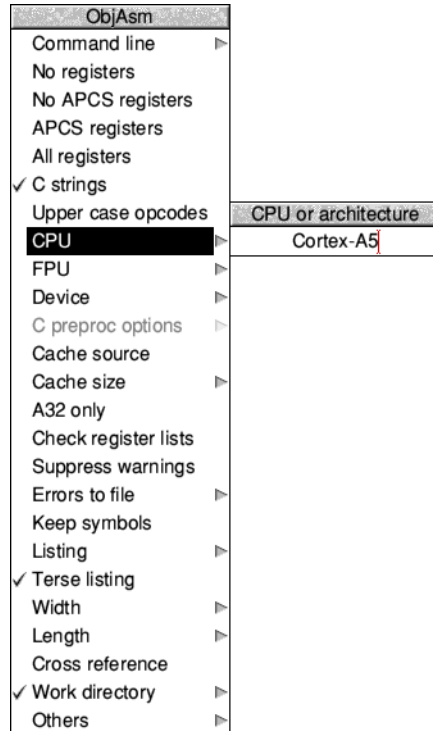 ObjAsm
Command line
No registers
No APCS registers
APCS registers
All registers
✓ C strings
Upper case opcodes
CPU
FPU
Device
C preproc options
Cache source
Cache size
A32 only
Check register lists
Suppress warnings
Errors to file
Keep symbols
Listing
✓ Terse listing
Width
Length
Cross reference
✓ Work directory
Others
CPU or architecture
Cortex-A5